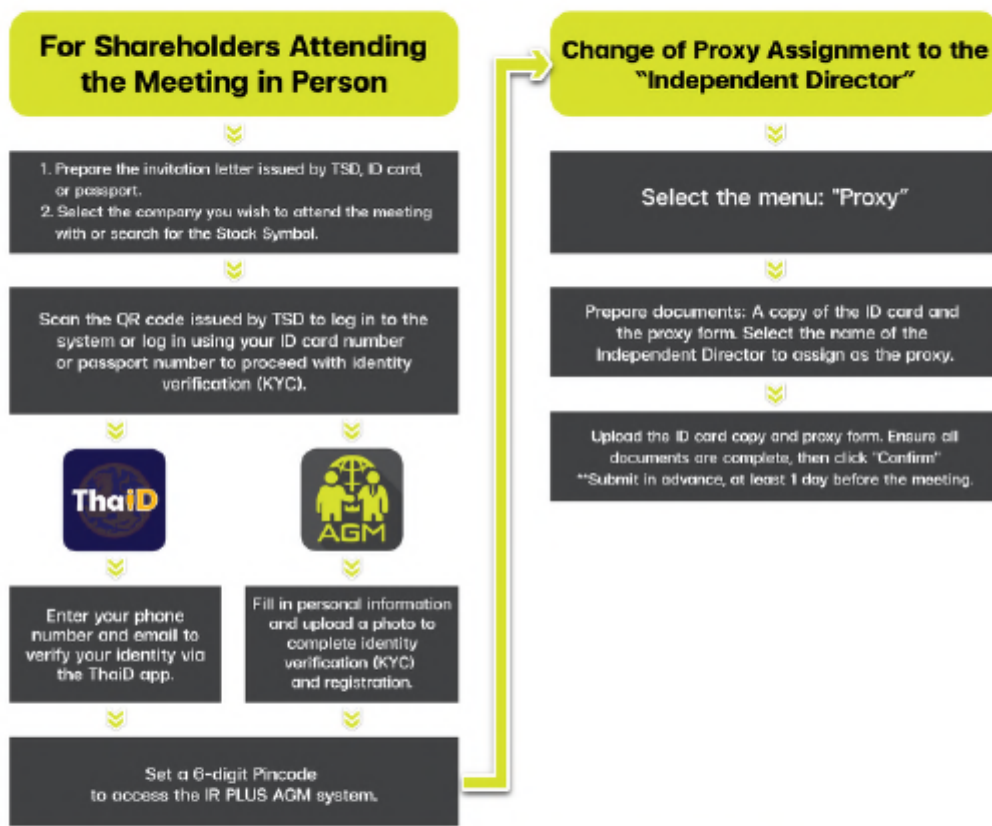 For Shareholders Attending
the Meeting in Person
1. Prepare the invitation letter issued by TSD, ID card,
or passport.
2. Select the company you wish to attend the meeting
with or search for the Stock Symbol.
Scan the QR code issued by TSD to log in to the
system or log in using your ID card number
or passport number to proceed with identity
verification (KYC).
ThaiD
Enter your phone
number and email to
verify your identity via
the ThaiD app.
AGM
Fill in personal information
and upload a photo to
complete identity
verification (KYC)
and registration.
Set a 6-digit Pincode
to access the IR PLUS AGM system.
Change of Proxy Assignment to the
"Independent Director"
Select the menu: "Proxy"
Prepare documents: A copy of the ID card and
the proxy form. Select the name of the
Independent Director to assign as the proxy.
Upload the ID card copy and proxy form. Ensure all
documents are complete, then click "Confirm"
**Submit in advance, at least 1 day before the meeting.